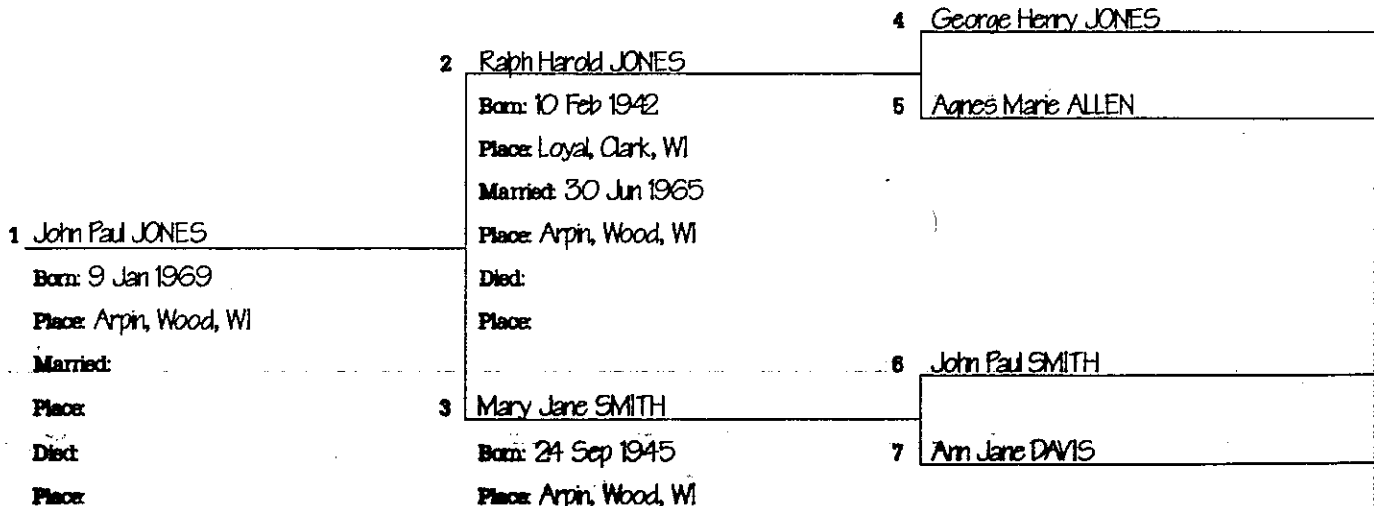 4 George Henry JONES
2 Ralph Harold JONES
Born: 10 Feb 1942
5 Agnes Marie ALLEN
Place: Loyal, Clark, WI
Married: 30 Jun 1965
1 John Paul JONES
Place: Arpin, Wood, WI
Born: 9 Jan 1969
Died:
Place: Arpin, Wood, WI
Place:
Married:
6 John Paul SMITH
Place:
3 Mary Jane SMITH
Died:
Born: 24 Sep 1945
7 Ann Jane DAVIS
Place:
Place: Arpin, Wood, WI